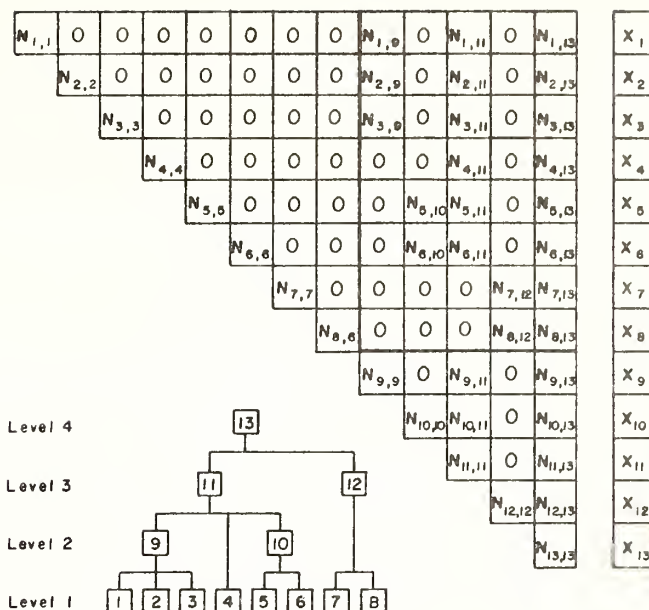 N1,1 0 0 0 0 0 0 0 N1,9 0 N1,11 0 N1,13 X1
N2,2 0 0 0 0 0 0 N2,9 0 N2,11 0 N2,13 X2
N3,3 0 0 0 0 0 N3,9 0 N3,11 0 N3,13 X3
N4,4 0 0 0 0 0 0 N4,11 0 N4,13 X4
N5,5 0 0 0 0 N5,10 N5,11 0 N5,13 X5
N6,6 0 0 0 N6,10 N6,11 0 N6,13 X6
N7,7 0 0 0 0 N7,12 N7,13 X7
N8,6 0 0 0 N8,12 N8,13 X8
N9,9 0 N9,11 0 N9,13 X9
N10,10 N10,11 0 N10,13 X10
N11,11 0 N11,13 X11
N12,12 N12,13 X12
N13,13 X13
Level 4 13
Level 3 11 12
Level 2 9 10
Level 1 1 2 3 4 5 6 7 8